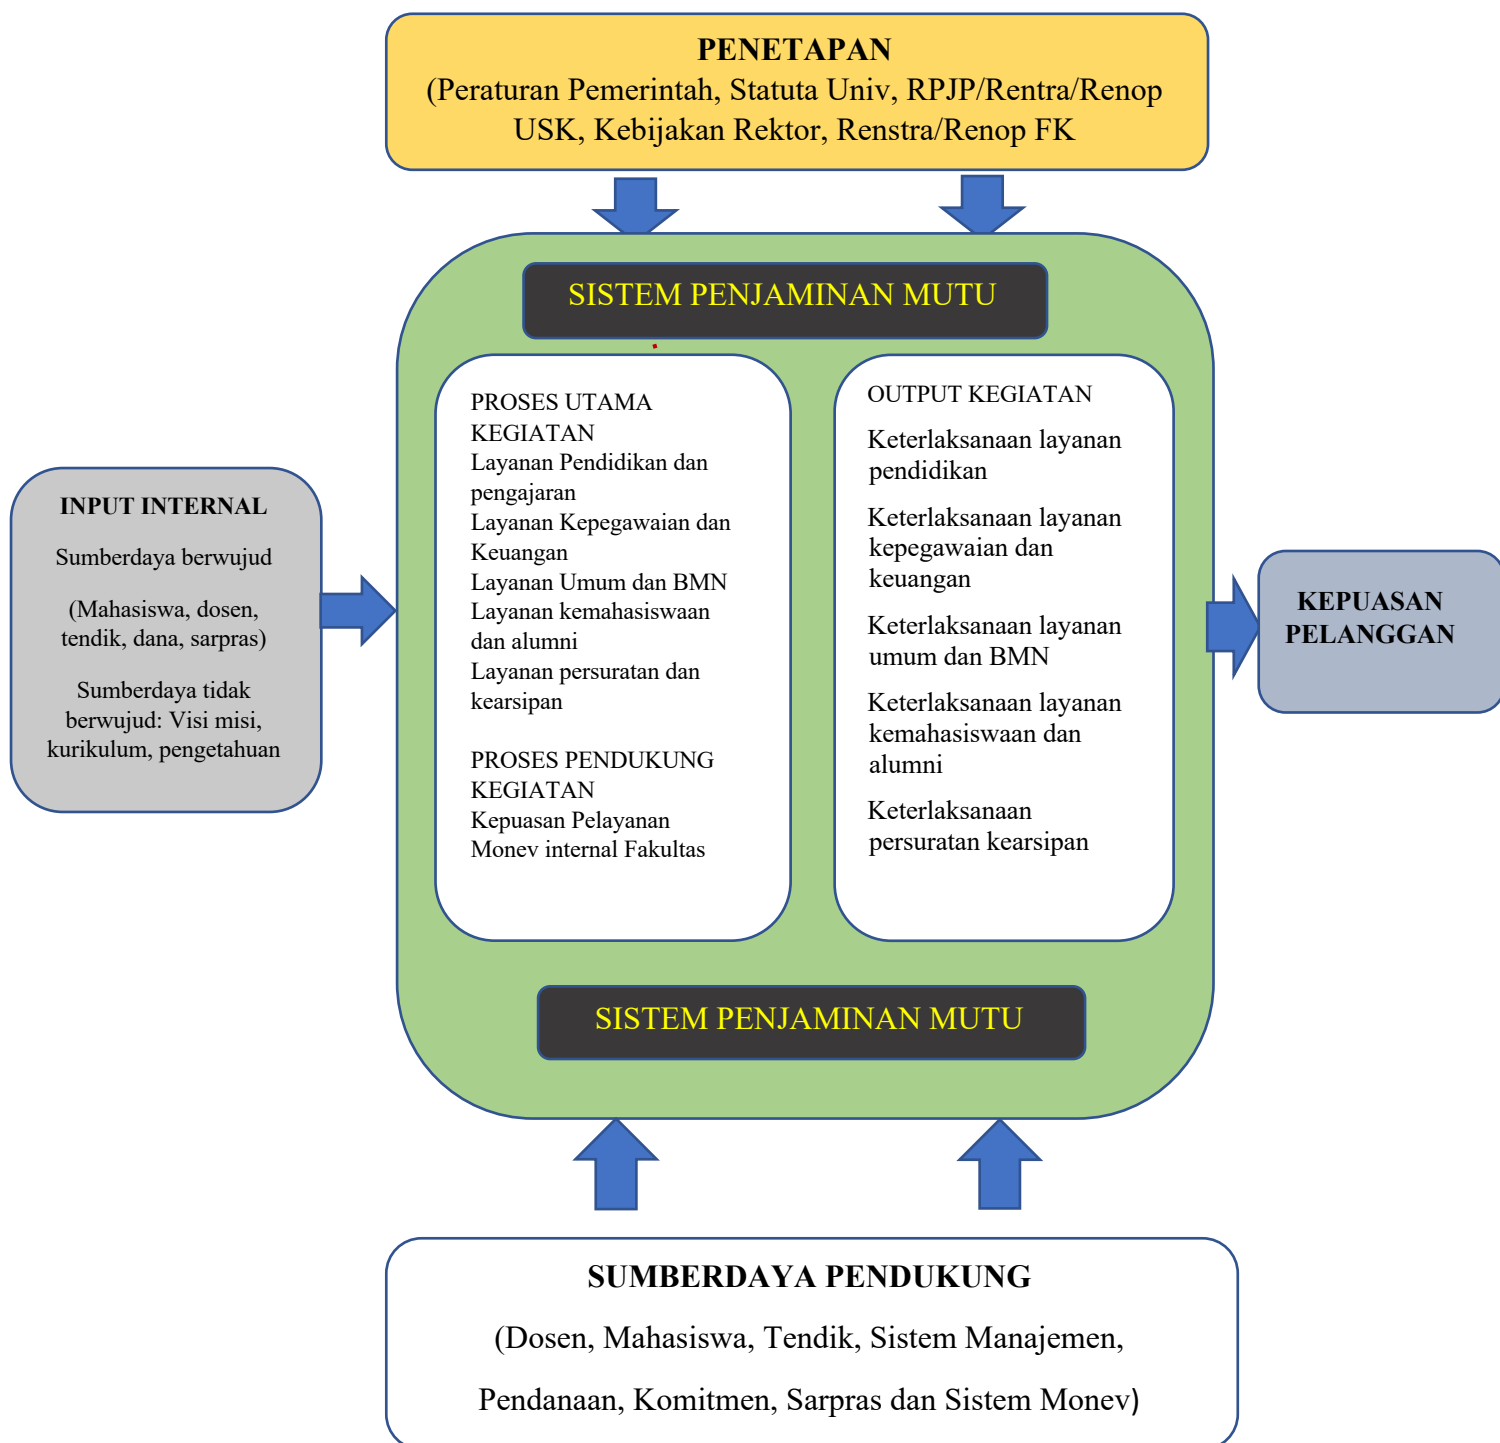 PENETAPAN
(Peraturan Pemerintah, Statuta Univ, RPJP/Rentra/Renop
USK, Kebijakan Rektor, Renstra/Renop FK
SISTEM PENJAMINAN MUTU
INPUT INTERNAL
Sumberdaya berwujud
(Mahasiswa, dosen,
tendik, dana, sarpras)
Sumberdaya tidak
berwujud: Visi misi,
kurikulum, pengetahuan
PROSES UTAMA
KEGIATAN
Layanan Pendidikan dan
pengajaran
Layanan Kepegawaian dan
Keuangan
Layanan Umum dan BMN
Layanan kemahasiswaan
dan alumni
Layanan persuratan dan
kearsipan
PROSES PENDUKUNG
KEGIATAN
Kepuasan Pelayanan
Monev internal Fakultas
OUTPUT KEGIATAN
Keterlaksanaan layanan
pendidikan
Keterlaksanaan layanan
kepegawaian dan
keuangan
Keterlaksanaan layanan
umum dan BMN
Keterlaksanaan layanan
kemahasiswaan dan
alumni
Keterlaksanaan
persuratan kearsipan
KEPUASAN
PELANGGAN
SISTEM PENJAMINAN MUTU
SUMBERDAYA PENDUKUNG
(Dosen, Mahasiswa, Tendik, Sistem Manajemen,
Pendanaan, Komitmen, Sarpras dan Sistem Monev)